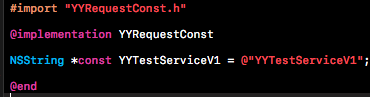 #import "YYRequestConst.h"
@implementation YYRequestConst
NSString *const YYTestServiceV1 = @"YYTestServiceV1";
@end